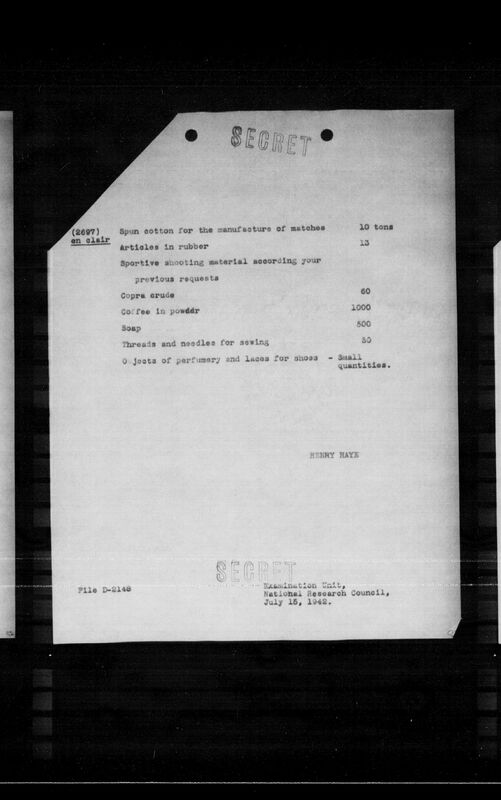 SECRET
(2697) Spun cotton for the manufacture of matches 10 tons
en clair Articles in rubber 13
Sportive shooting material according your
previous requests
Copra crude 60
Coffee in powddr 1000
Soap 500
Threads and needles for sewing 30
Objects of perfumery and laces for shoes - Small
quantities.
HENRY HAYE
SECRET
File D-2148 Examination Unit,
National Research Council,
July 15, 1942.